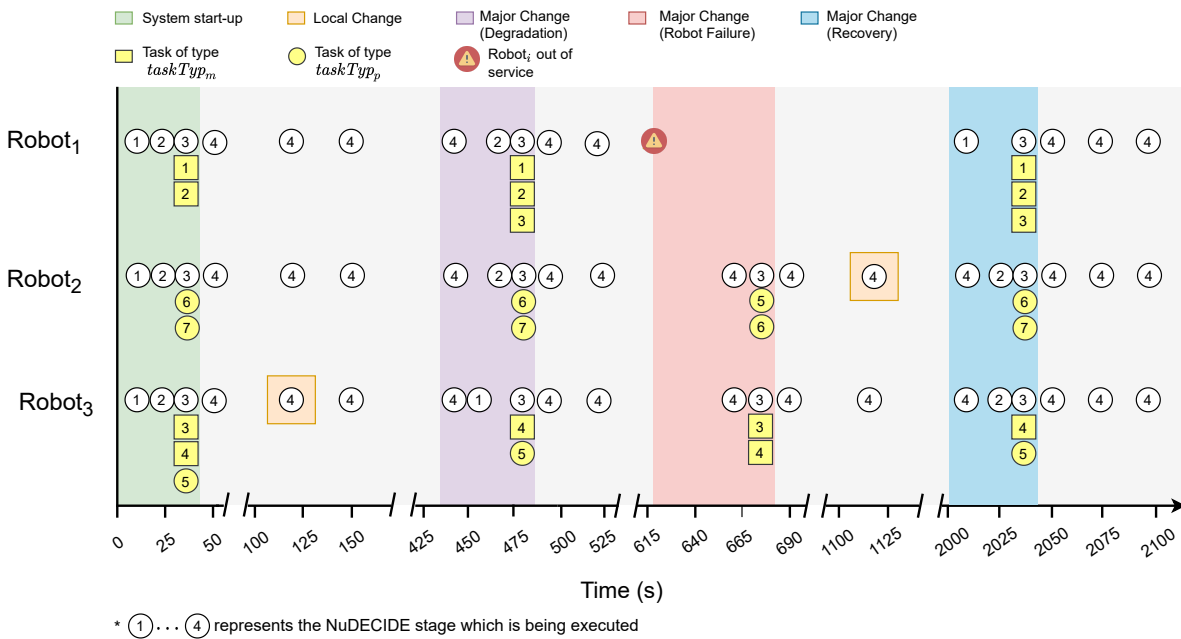 System start-up Local Change Major Change (Degradation) Major Change (Robot Failure) Major Change (Recovery)
Task of type taskTyp_m Task of type taskTyp_p Robot_i out of service
Robot_1 1 2 3 4 4 4 4 2 3 4 4 1 3 4 4 4
1 1 1
2 2 2
3 3
Robot_2 1 2 3 4 4 4 4 2 3 4 4 4 3 4 4 4 2 3 4 4 4
6 6 5 6
7 7 6 7
Robot_3 1 2 3 4 4 4 4 1 3 4 4 4 3 4 4 4 2 3 4 4 4
3 4 3 4
4 5 4 5
5
0 25 50 100 125 150 425 450 475 500 525 615 640 665 690 1100 1125 2000 2025 2050 2075 2100
Time (s)
* 1 ... 4 represents the NuDECIDE stage which is being executed